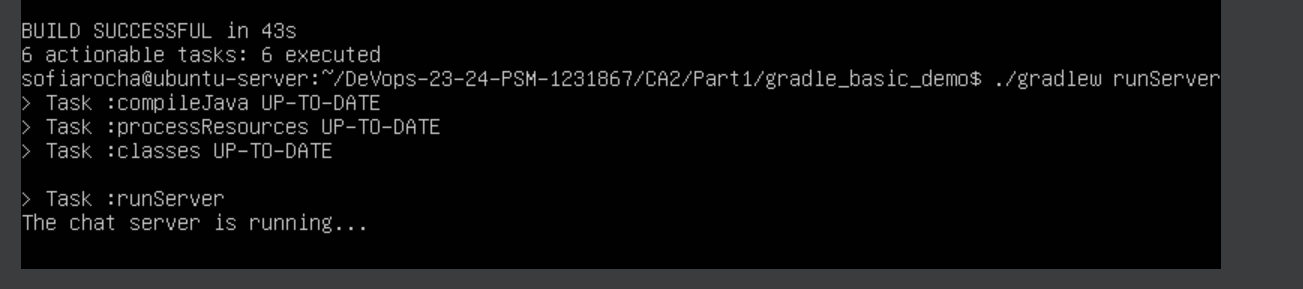 BUILD SUCCESSFUL in 43s
6 actionable tasks: 6 executed
sofiarocha@ubuntu-server:~/DeVops-23-24-PSM-1231867/CA2/Part1/gradle_basic_demo$ ./gradlew runServer
> Task :compileJava UP-TO-DATE
> Task :processResources UP-TO-DATE
> Task :classes UP-TO-DATE
> Task :runServer
The chat server is running...